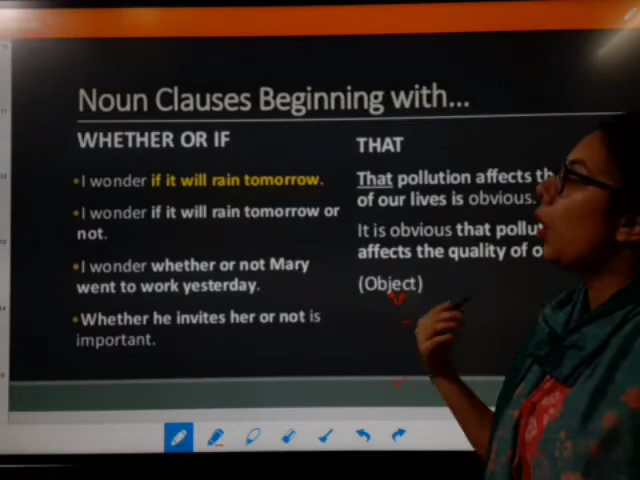 Noun Clauses Beginning with...
WHETHER OR IF
•I wonder if it will rain tomorrow.
•I wonder if it will rain tomorrow or
not.
•I wonder whether or not Mary
went to work yesterday.
•Whether he invites her or not is
important.
THAT
That pollution affects th
of our lives is obvious.
It is obvious that pollu
affects the quality of o
(Object)